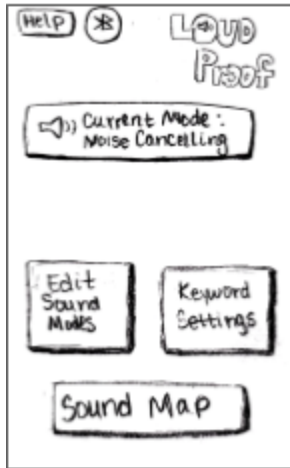 Help
LOUD
Proof
Current Mode:
Noise Cancelling
Edit
Sound
Modes
Keyword
Settings
Sound Map